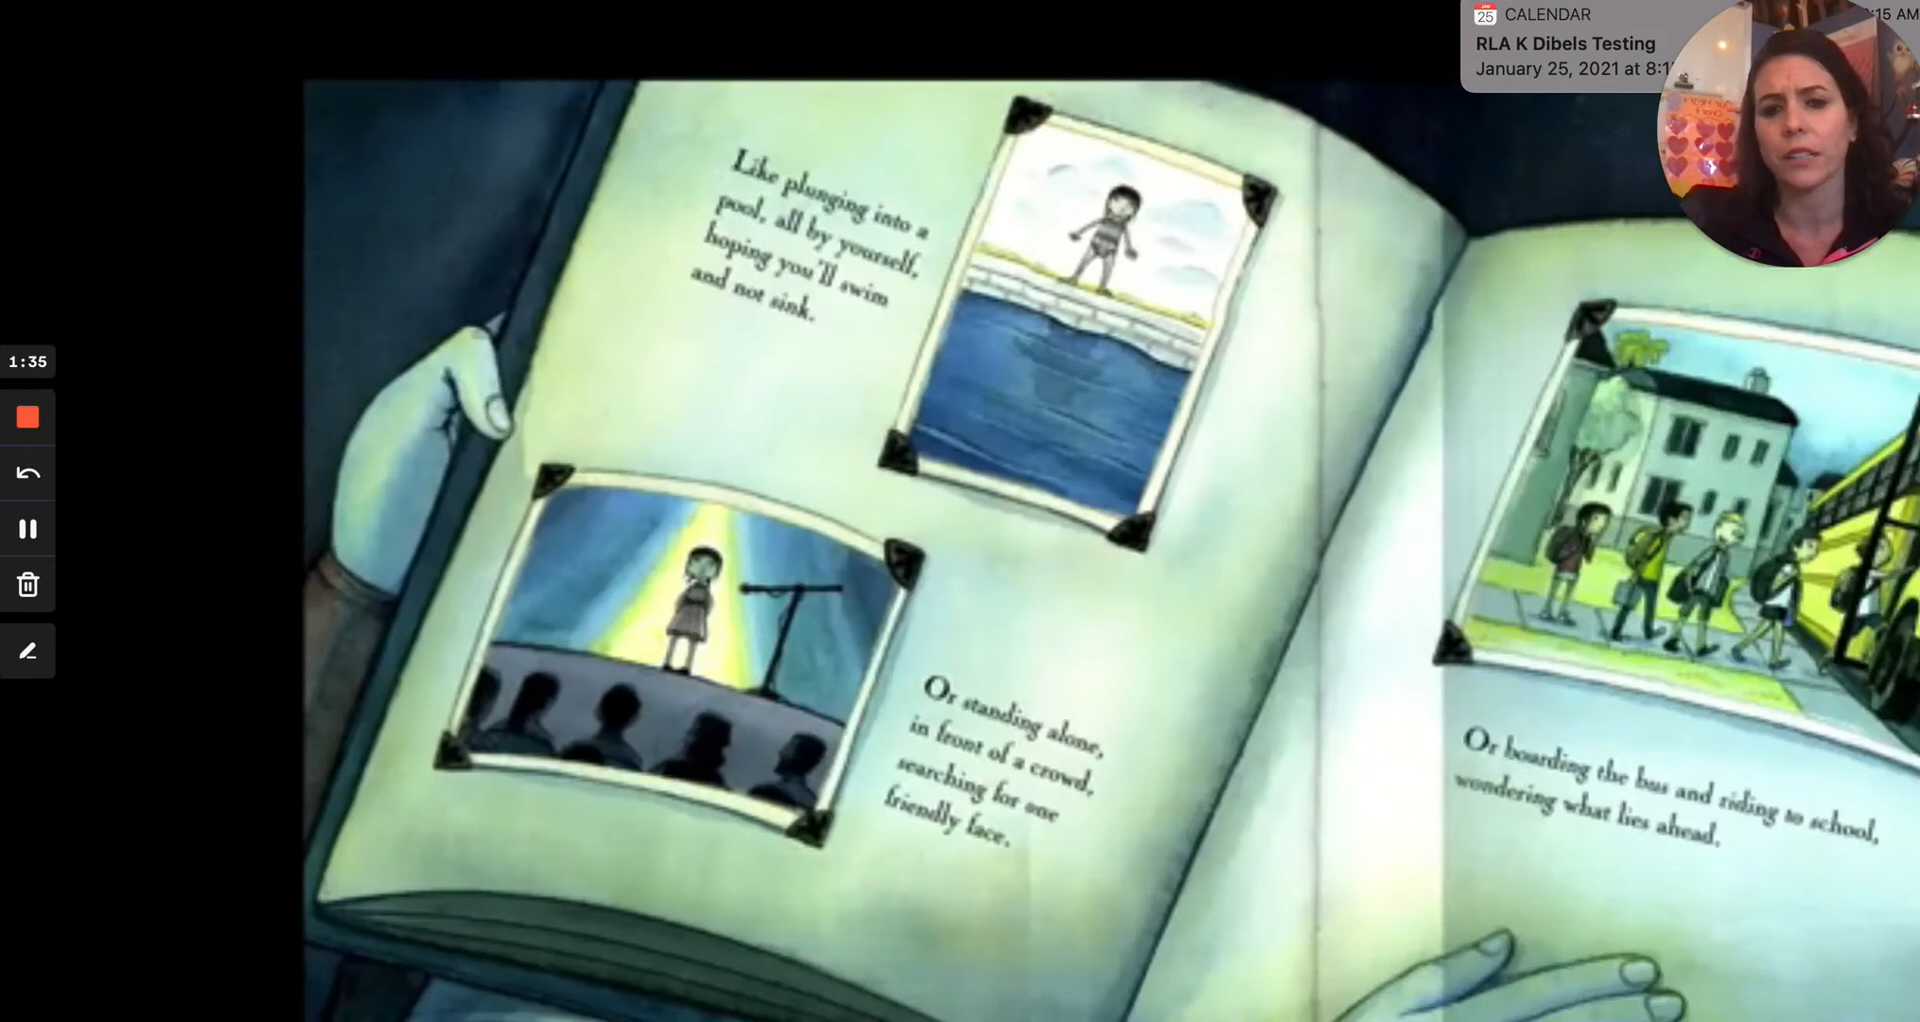 25
CALENDAR
RLA K Dibels Testing
January 25, 2021 at 8:1
:15 AM
Like plunging into a
pool, all by yourself,
hoping you'll swim
and not sink.
1:35
Or standing alone,
in front of a crowd,
searching for one
friendly face.
Or boarding the bus and riding to school,
wondering what lies ahead.